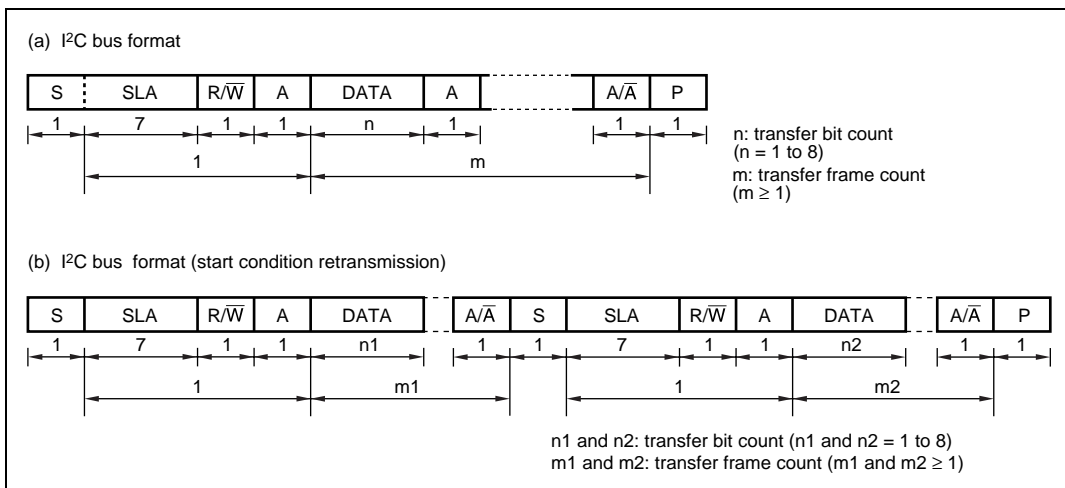 (a) I²C bus format
S SLA R/W̅ A DATA A A/A̅ P
1 7 1 1 n 1 1 1
1 m
n: transfer bit count
(n = 1 to 8)
m: transfer frame count
(m ≥ 1)
(b) I²C bus format (start condition retransmission)
S SLA R/W̅ A DATA A/A̅ S SLA R/W̅ A DATA A/A̅ P
1 7 1 1 n1 1 1 7 1 1 n2 1 1
1 m1 1 m2
n1 and n2: transfer bit count (n1 and n2 = 1 to 8)
m1 and m2: transfer frame count (m1 and m2 ≥ 1)